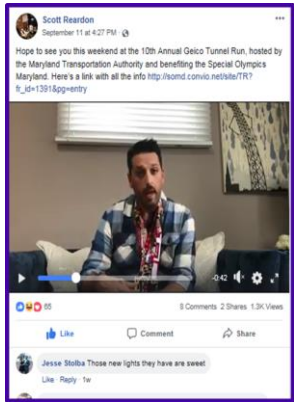 Scott Reardon
September 11 at 4:27 PM ·
Hope to see you this weekend at the 10th Annual Geico Tunnel Run, hosted by
the Maryland Transportation Authority and benefiting the Special Olympics
Maryland. Here's a link with all the info http://somd.convio.net/site/TR?
fr_id=1391&pg=entry
-0:42
65
8 Comments 2 Shares 1.3K Views
Like Comment Share
Jesse Stolba Those new lights they have are sweet
Like · Reply · 1w